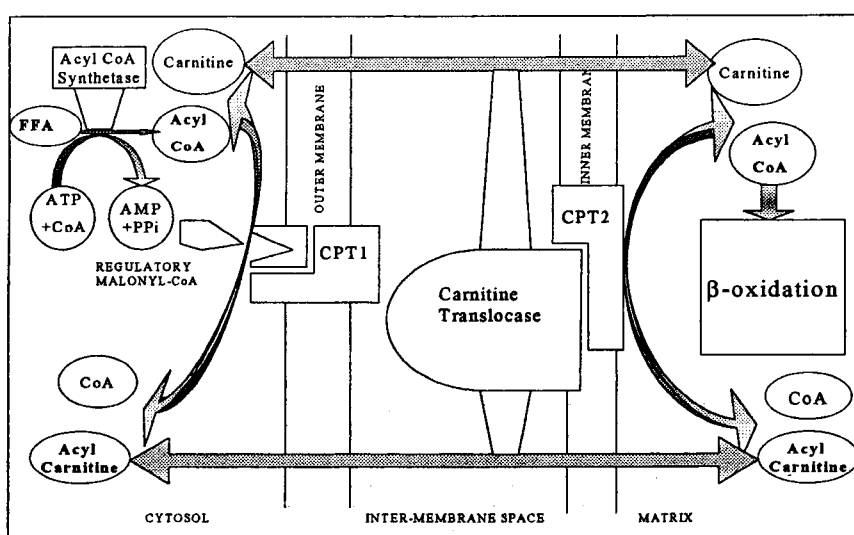 Acyl CoA
Synthetase
Carnitine
FFA
Acyl
CoA
ATP
+CoA
AMP
+PPi
REGULATORY
MALONYL-CoA
OUTER MEMBRANE
CPT1
Carnitine
Translocase
INNER MEMBRAN
CPT2
Carnitine
Acyl
CoA
β-oxidation
CoA
Acyl
Carnitine
CoA
Acyl
Carnitine
CYTOSOL
INTER-MEMBRANE SPACE
MATRIX